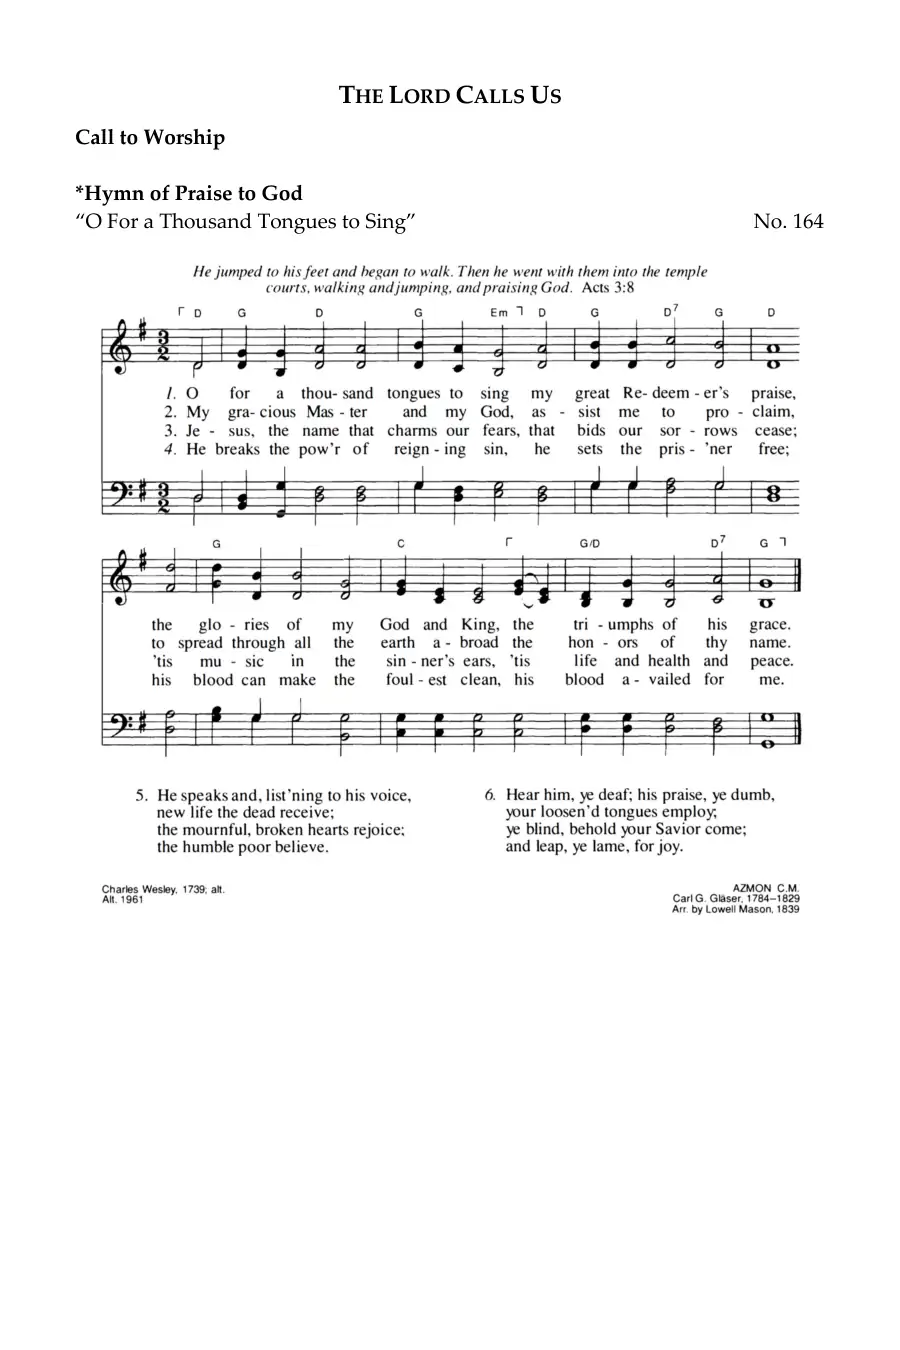 THE LORD CALLS US
Call to Worship
*Hymn of Praise to God
“O For a Thousand Tongues to Sing” No. 164
He jumped to his feet and began to walk. Then he went with them into the temple
courts, walking and jumping, and praising God. Acts 3:8
D G D G Em D G D7 G D
3
2
1. O for a thou- sand tongues to sing my great Re- deem - er’s praise,
2. My gra- cious Mas - ter and my God, as - sist me to pro - claim,
3. Je - sus, the name that charms our fears, that bids our sor - rows cease;
4. He breaks the pow’r of reign - ing sin, he sets the pris - ’ner free;
3
2
G C G/D D7 G
the glo - ries of my God and King, the tri - umphs of his grace.
to spread through all the earth a - broad the hon - ors of thy name.
’tis mu - sic in the sin - ner’s ears, ’tis life and health and peace.
his blood can make the foul - est clean, his blood a - vailed for me.
5. He speaks and, list’ning to his voice,
new life the dead receive;
the mournful, broken hearts rejoice;
the humble poor believe.
6. Hear him, ye deaf; his praise, ye dumb,
your loosen’d tongues employ;
ye blind, behold your Savior come;
and leap, ye lame, for joy.
Charles Wesley, 1739; alt.
Alt. 1961
AZMON C.M.
Carl G. Gläser, 1784–1829
Arr. by Lowell Mason, 1839